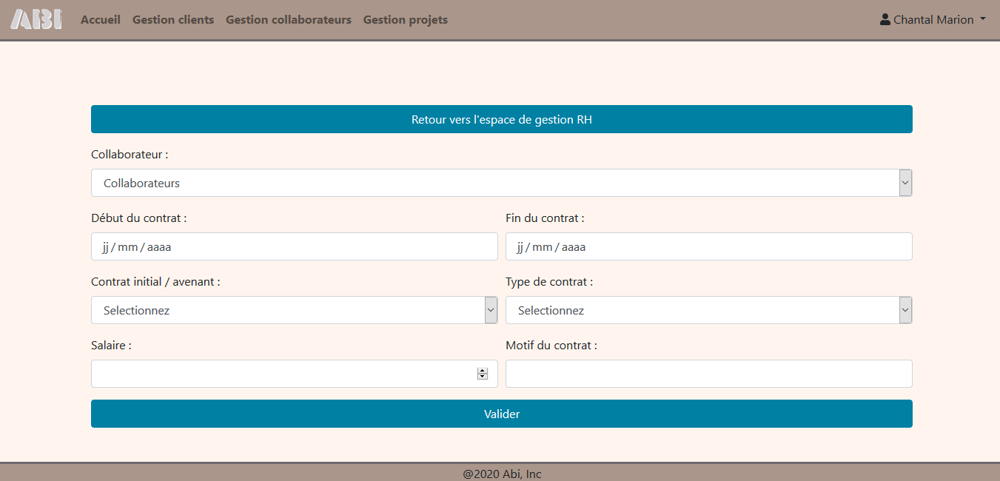 ABI Accueil Gestion clients Gestion collaborateurs Gestion projets Chantal Marion
Retour vers l'espace de gestion RH
Collaborateur :
Collaborateurs
Début du contrat : Fin du contrat :
jj / mm / aaaa jj / mm / aaaa
Contrat initial / avenant : Type de contrat :
Selectionnez Selectionnez
Salaire : Motif du contrat :
Valider
@2020 Abi, Inc